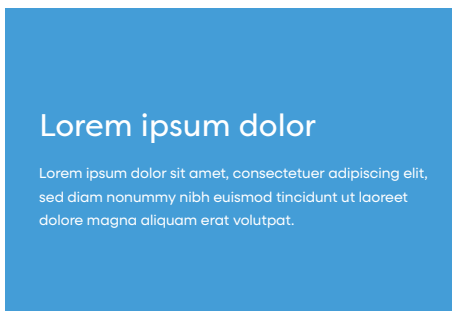 Lorem ipsum dolor
Lorem ipsum dolor sit amet, consectetuer adipiscing elit,
sed diam nonummy nibh euismod tincidunt ut laoreet
dolore magna aliquam erat volutpat.